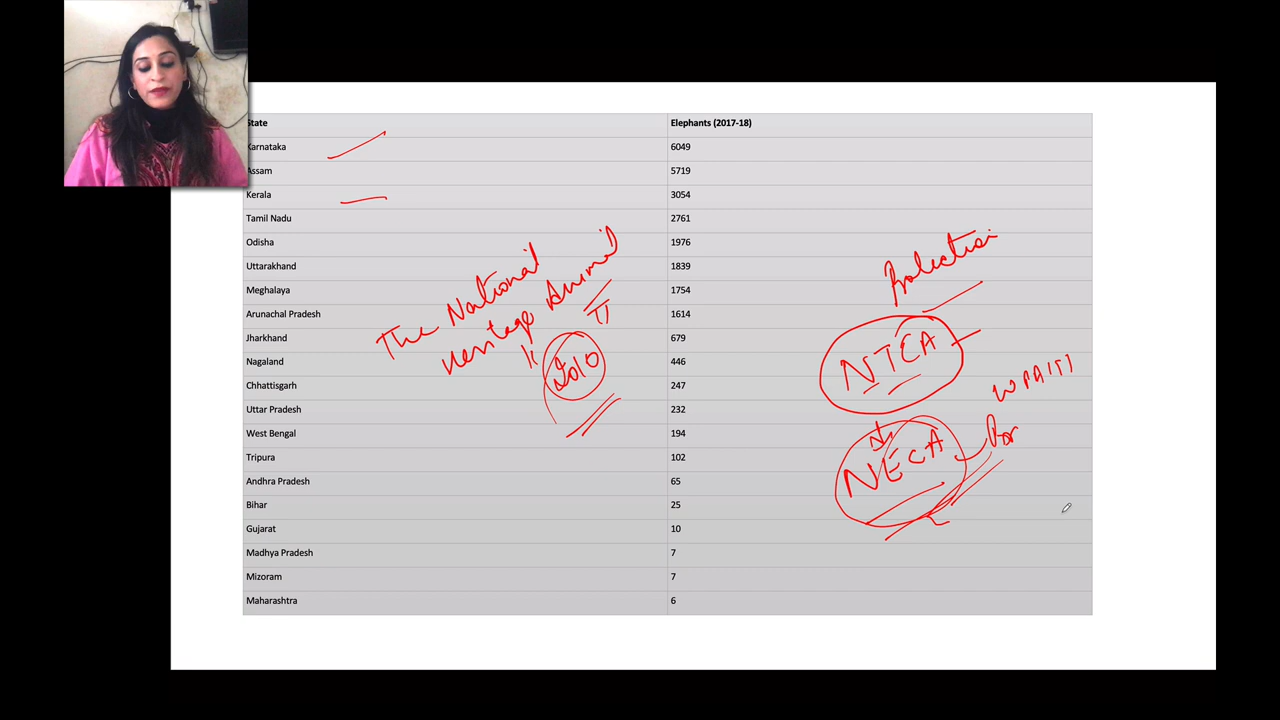 State Elephants (2017-18)
Karnataka 6049
Assam 5719
Kerala 3054
Tamil Nadu 2761
Odisha 1976
Uttarakhand 1839
Meghalaya 1754
Arunachal Pradesh 1614
Jharkhand 679
Nagaland 446
Chhattisgarh 247
Uttar Pradesh 232
West Bengal 194
Tripura 102
Andhra Pradesh 65
Bihar 25
Gujarat 10
Madhya Pradesh 7
Mizoram 7
Maharashtra 6
The National
Heritage Animal
2010
Protection
NTCA
NECA